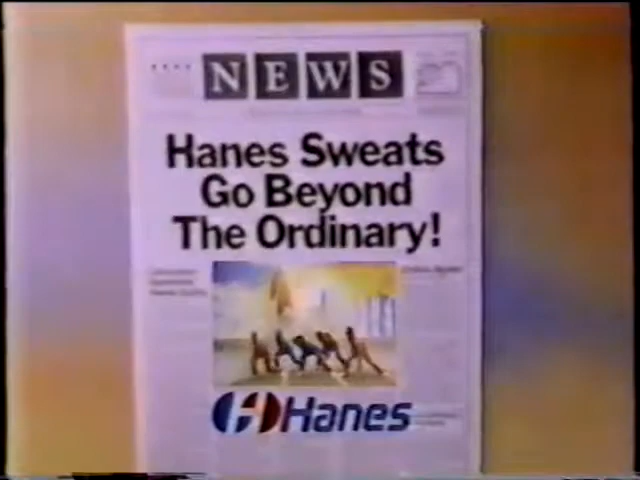 NEWS
Hanes Sweats
Go Beyond
The Ordinary!
Hanes